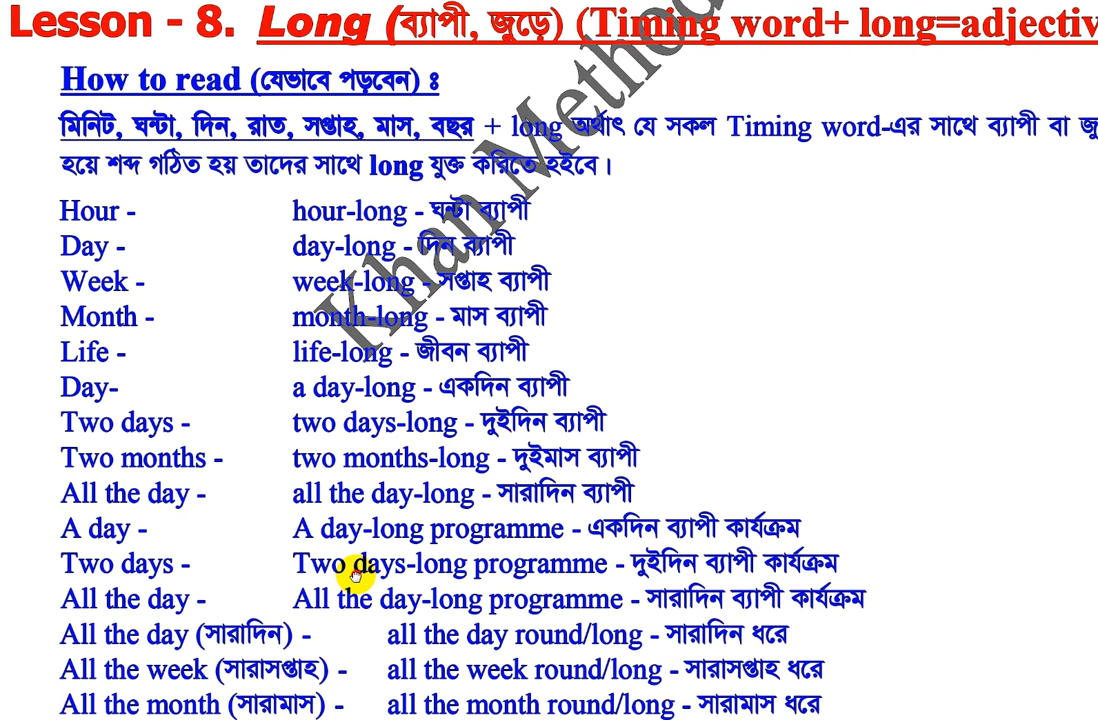 Lesson - 8. Long (ব্যাপী, জুড়ে) (Timing word+ long=adjectiv
How to read (যেভাবে পড়বেন) ঃ
মিনিট, ঘন্টা, দিন, রাত, সপ্তাহ, মাস, বছর + long অর্থাৎ যে সকল Timing word-এর সাথে ব্যাপী বা জু
হয়ে শব্দ গঠিত হয় তাদের সাথে long যুক্ত করিতে হইবে।
Hour - hour-long - ঘন্টা ব্যাপী
Day - day-long - দিন ব্যাপী
Week - week-long - সপ্তাহ ব্যাপী
Month - month-long - মাস ব্যাপী
Life - life-long - জীবন ব্যাপী
Day- a day-long - একদিন ব্যাপী
Two days - two days-long - দুইদিন ব্যাপী
Two months - two months-long - দুইমাস ব্যাপী
All the day - all the day-long - সারাদিন ব্যাপী
A day - A day-long programme - একদিন ব্যাপী কার্যক্রম
Two days - Two days-long programme - দুইদিন ব্যাপী কার্যক্রম
All the day - All the day-long programme - সারাদিন ব্যাপী কার্যক্রম
All the day (সারাদিন) - all the day round/long - সারাদিন ধরে
All the week (সারাসপ্তাহ) - all the week round/long - সারাসপ্তাহ ধরে
All the month (সারামাস) - all the month round/long - সারামাস ধরে
Khan Method